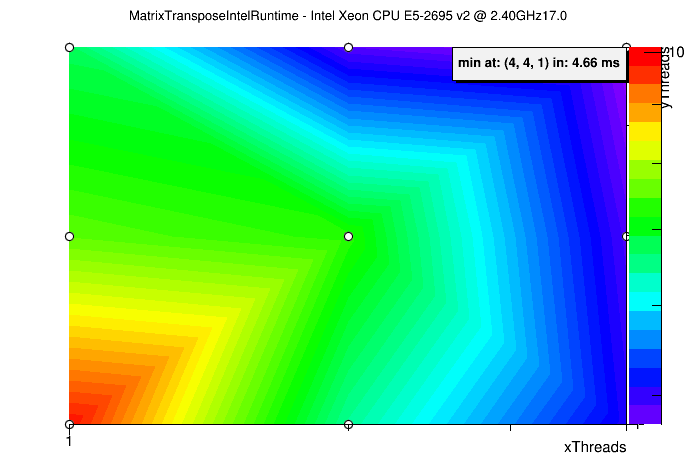 MatrixTransposeIntelRuntime - Intel Xeon CPU E5-2695 v2 @ 2.40GHz17.0
min at: (4, 4, 1) in: 4.66 ms
10
yThreads
1
xThreads